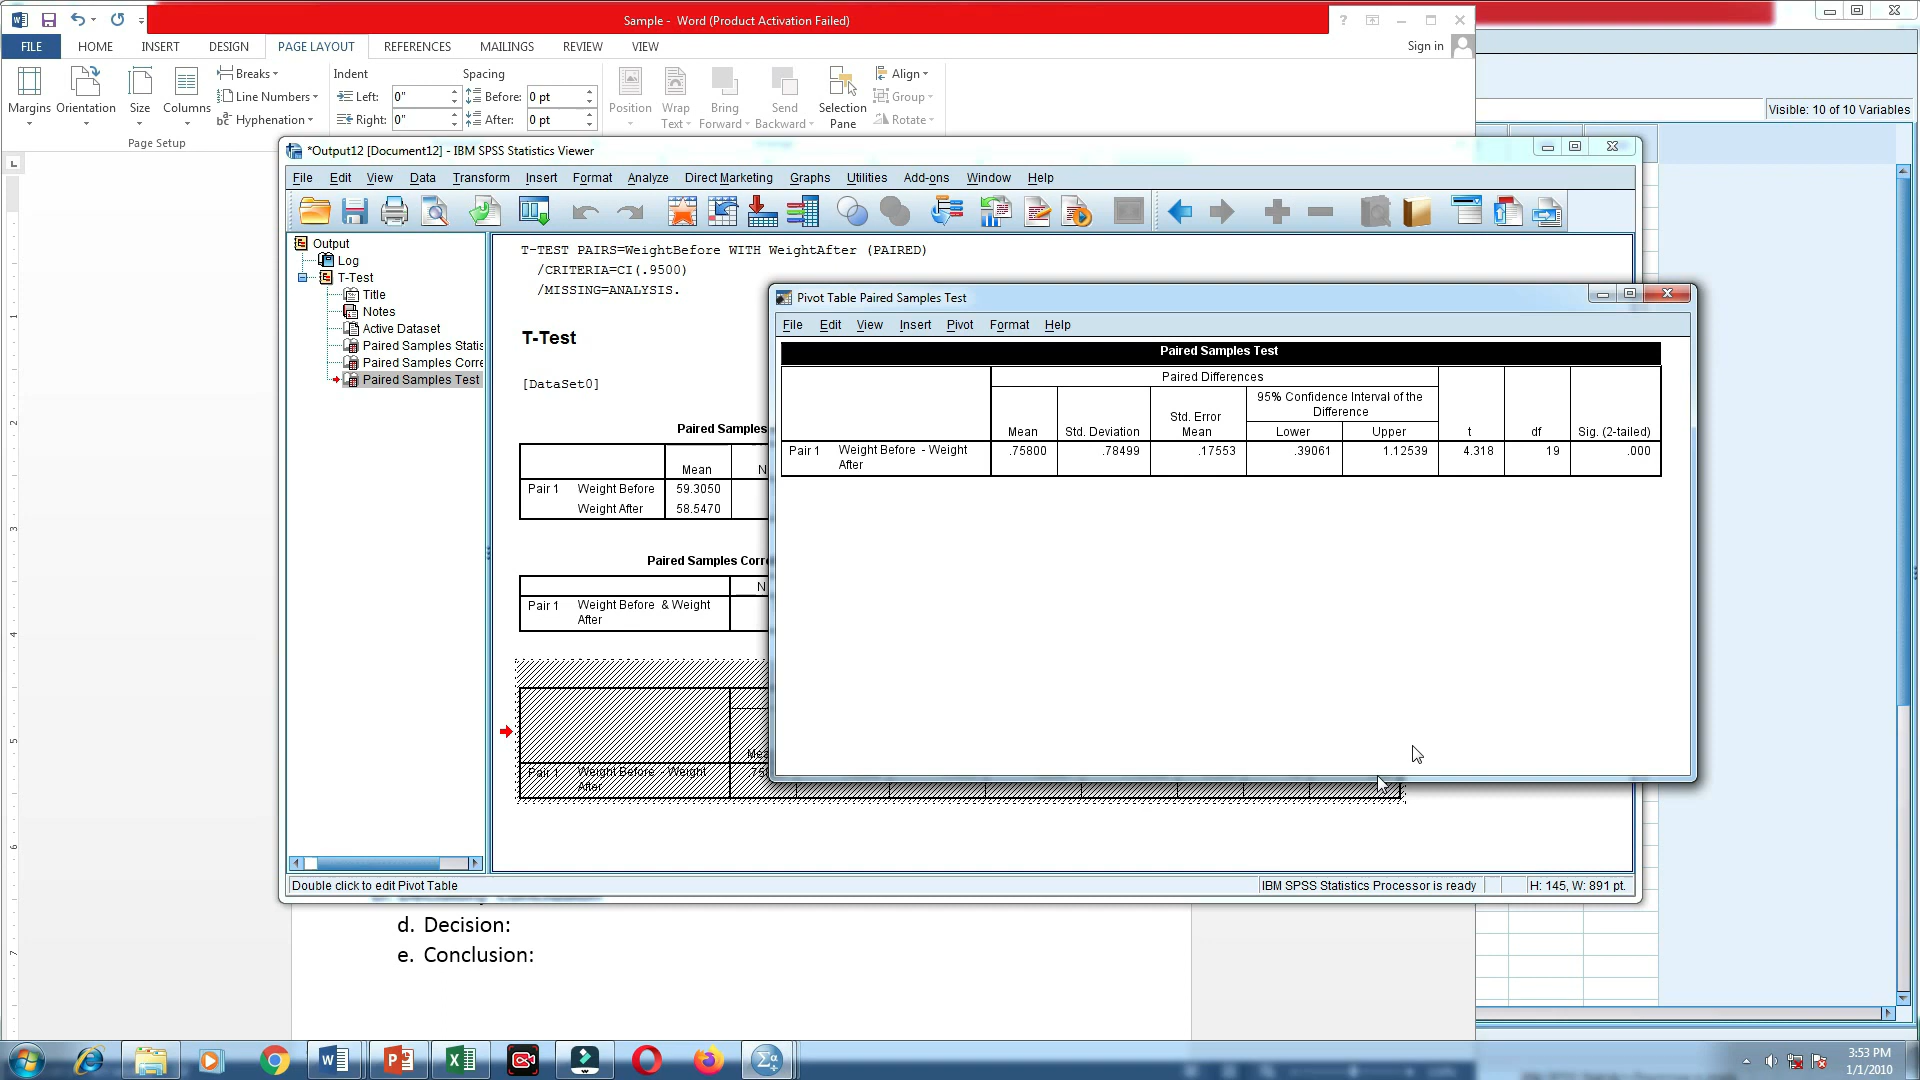 Sample - Word (Product Activation Failed)
FILE HOME INSERT DESIGN PAGE LAYOUT REFERENCES MAILINGS REVIEW VIEW
Sign in
Margins
Orientation
Size
Columns
Breaks
Line Numbers
Hyphenation
Page Setup
Indent
Left: 0"
Right: 0"
Spacing
Before: 0 pt
After: 0 pt
Position
Wrap Text
Bring Forward
Send Backward
Selection Pane
Align
Group
Rotate
Visible: 10 of 10 Variables
*Output12 [Document12] - IBM SPSS Statistics Viewer
File Edit View Data Transform Insert Format Analyze Direct Marketing Graphs Utilities Add-ons Window Help
Output
Log
T-Test
Title
Notes
Active Dataset
Paired Samples Statis
Paired Samples Corre
Paired Samples Test
T-TEST PAIRS=WeightBefore WITH WeightAfter (PAIRED)
/CRITERIA=CI(.9500)
/MISSING=ANALYSIS.
T-Test
[DataSet0]
Paired Samples
Mean N
Pair 1 Weight Before 59.3050
Weight After 58.5470
Paired Samples Corre
N
Pair 1 Weight Before & Weight
After
Mea
Pair 1 Weight Before - Weight
After .758
Pivot Table Paired Samples Test
File Edit View Insert Pivot Format Help
Paired Samples Test
Paired Differences
95% Confidence Interval of the
Difference
Mean Std. Deviation Std. Error
Mean Lower Upper t df Sig. (2-tailed)
Pair 1 Weight Before - Weight
After .75800 .78499 .17553 .39061 1.12539 4.318 19 .000
Double click to edit Pivot Table
IBM SPSS Statistics Processor is ready
H: 145, W: 891 pt.
d. Decision:
e. Conclusion:
3:53 PM
1/1/2010